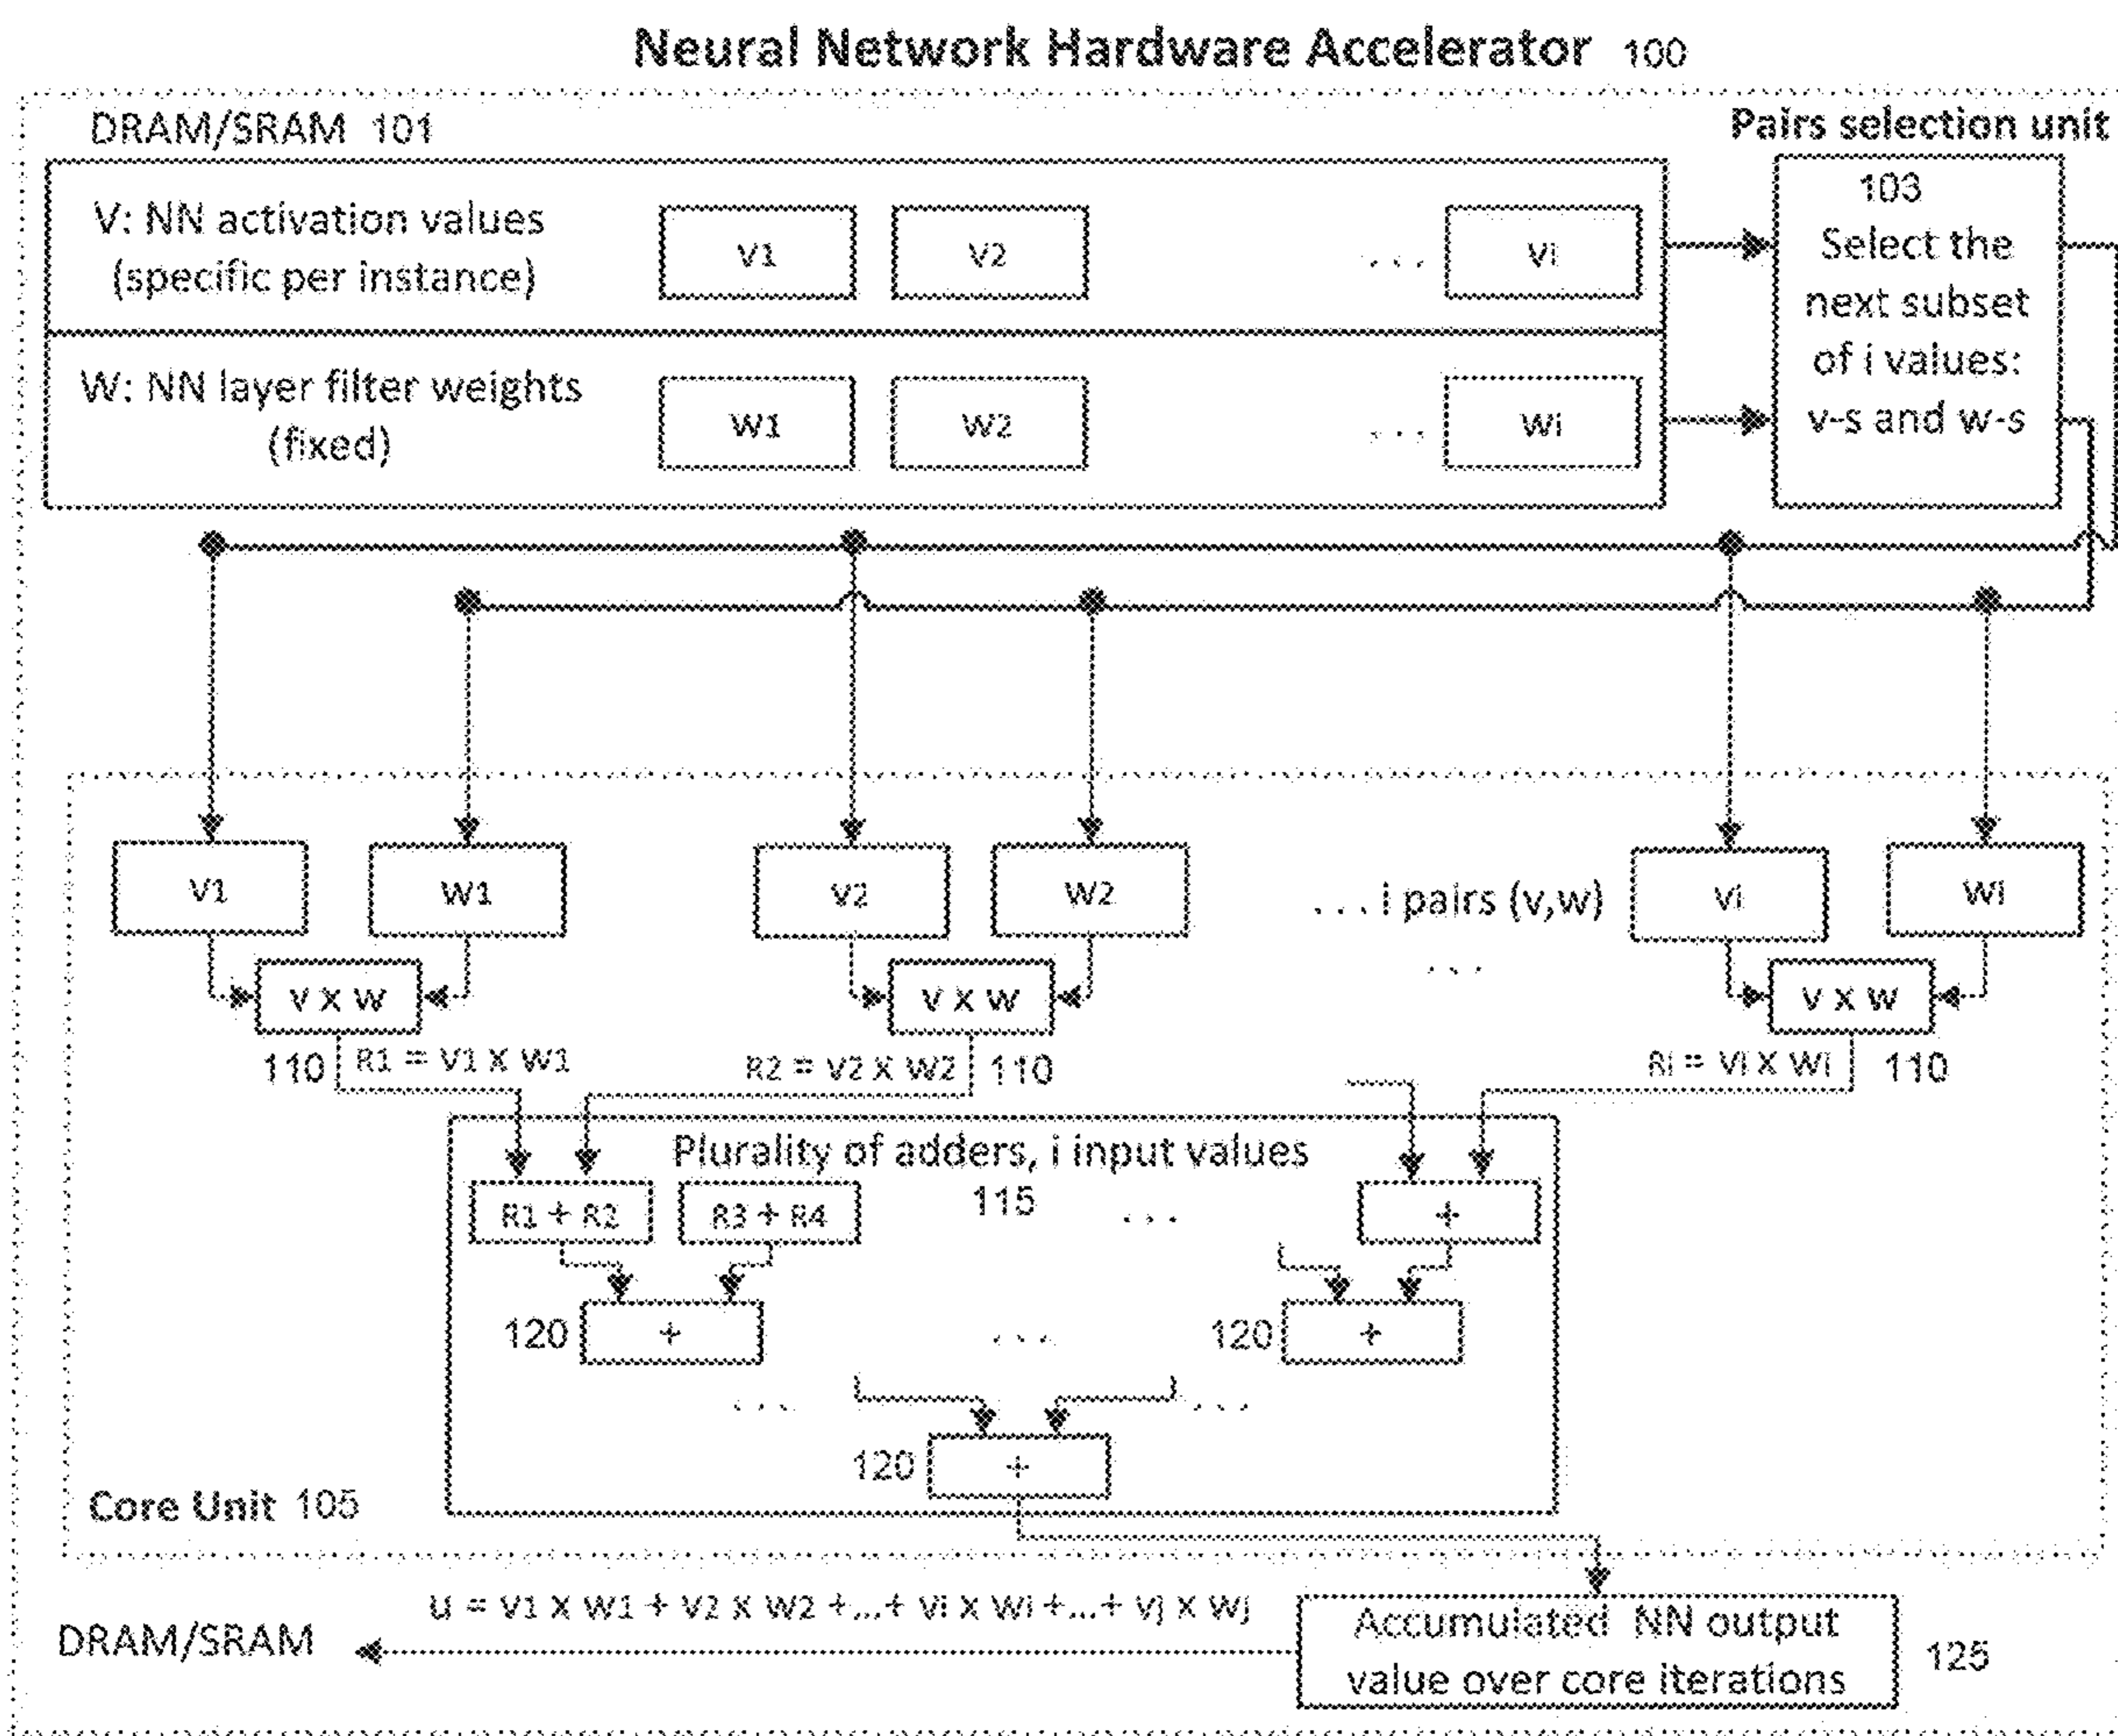 Neural Network Hardware Accelerator 100
DRAM/SRAM 101
Pairs selection unit
V: NN activation values
(specific per instance)
V1
V2
...
Vi
W: NN layer filter weights
(fixed)
W1
W2
...
Wi
103
Select the
next subset
of i values:
v-s and w-s
V1
W1
V2
W2
...i pairs (v,w)
Vi
Wi
...
V X W
V X W
V X W
110
R1 = V1 X W1
R2 = V2 X W2
110
Ri = Vi X Wi
110
Plurality of adders, i input values
115
R1 + R2
R3 + R4
...
+
120
+
...
120
+
...
...
120
+
Core Unit 105
u = V1 X W1 + V2 X W2 +...+ Vi X Wi +...+ Vj X Wj
DRAM/SRAM
Accumulated NN output
value over core iterations
125